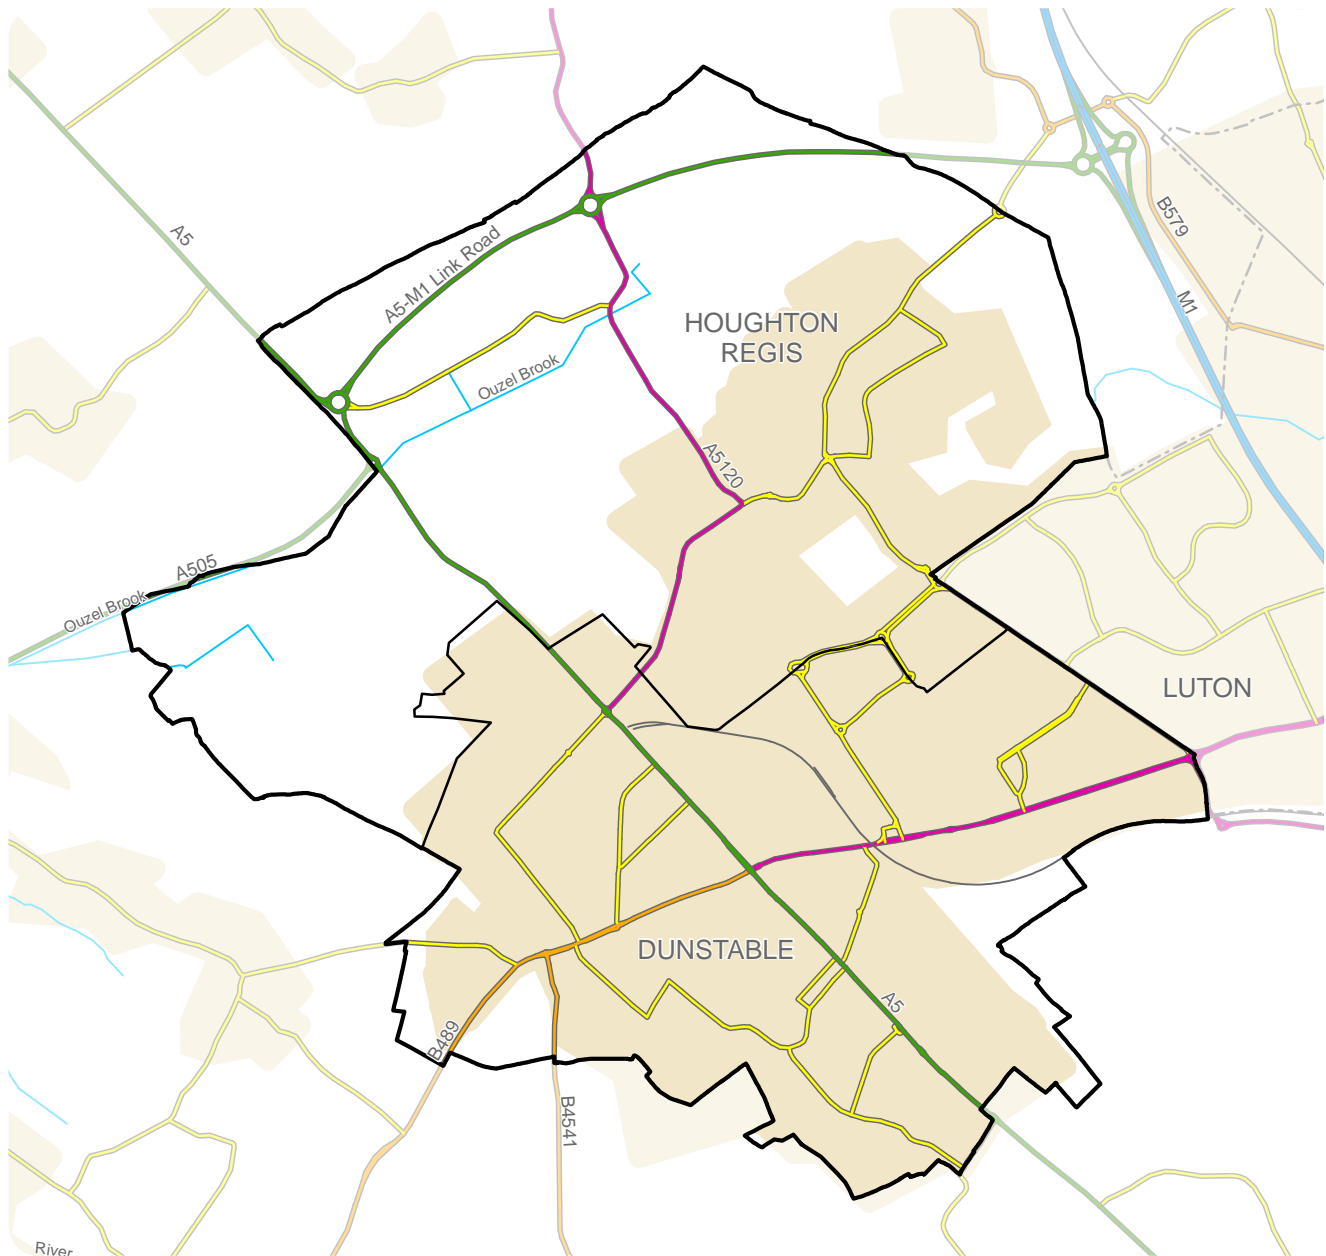 B579
A5
A5-M1 Link Road
M1
HOUGHTON
REGIS
Ouzel Brook
A5120
A505
Ouzel Brook
LUTON
DUNSTABLE
A5
B489
B4541
River